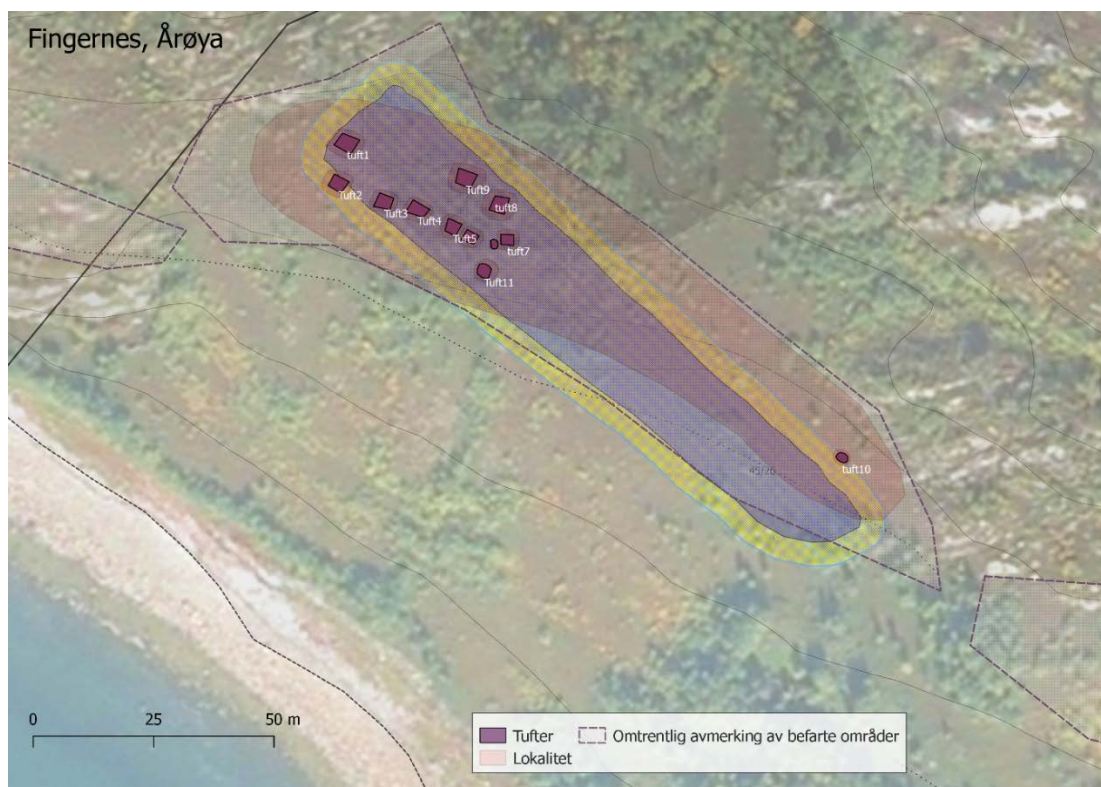 Fingernes, Årøya
tuft1
Tuft2
Tuft9
Tuft3
Tuft4
tuft8
Tuft5
tuft7
Tuft11
tuft10
0 25 50 m
Tufter
Omtrentlig avmerking av befarte områder
Lokalitet